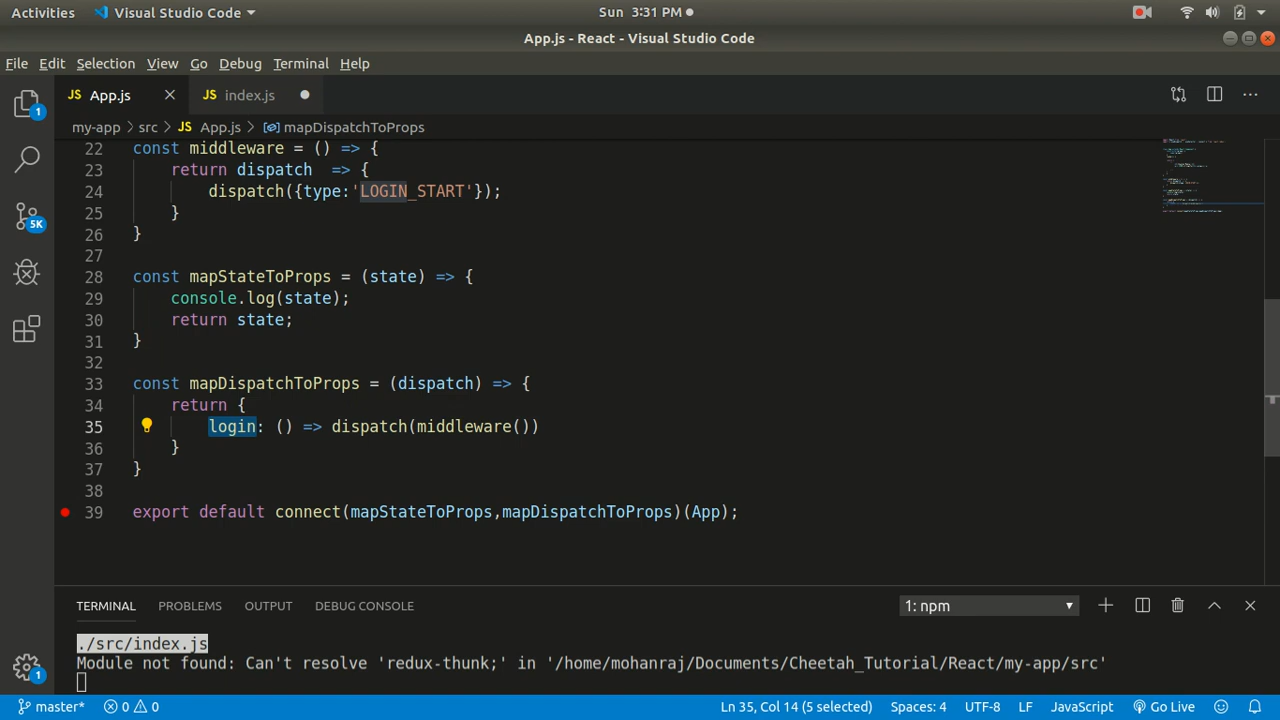 Activities Visual Studio Code Sun 3:31 PM
App.js - React - Visual Studio Code
File Edit Selection View Go Debug Terminal Help
JS App.js JS index.js
1
my-app > src > JS App.js > mapDispatchToProps
22 const middleware = () => {
23 return dispatch => {
24 dispatch({type:'LOGIN_START'});
25 }
26 }
27
28 const mapStateToProps = (state) => {
29 console.log(state);
30 return state;
31 }
32
33 const mapDispatchToProps = (dispatch) => {
34 return {
35 login: () => dispatch(middleware())
36 }
37 }
38
39 export default connect(mapStateToProps,mapDispatchToProps)(App);
5K
TERMINAL PROBLEMS OUTPUT DEBUG CONSOLE 1: npm
./src/index.js
Module not found: Can't resolve 'redux-thunk;' in '/home/mohanraj/Documents/Cheetah_Tutorial/React/my-app/src'
1
master* 0 0 Ln 35, Col 14 (5 selected) Spaces: 4 UTF-8 LF JavaScript Go Live